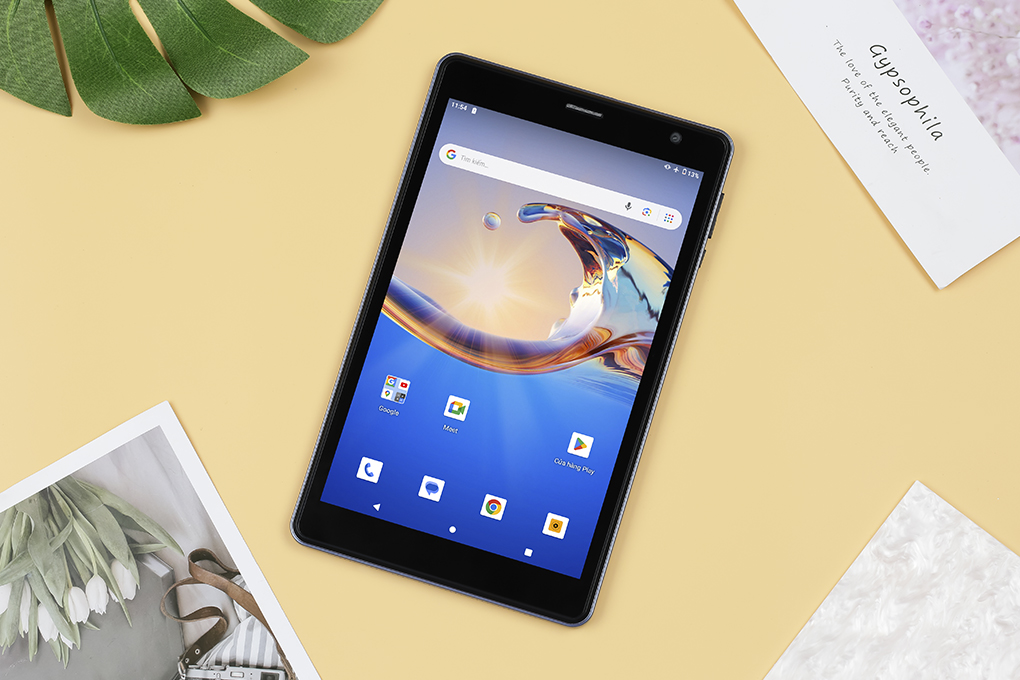 Gypsophila
The love of the elegant people.
Purity and reach
11:54
13%
Tìm kiếm...
Google
Meet
Cửa hàng Play